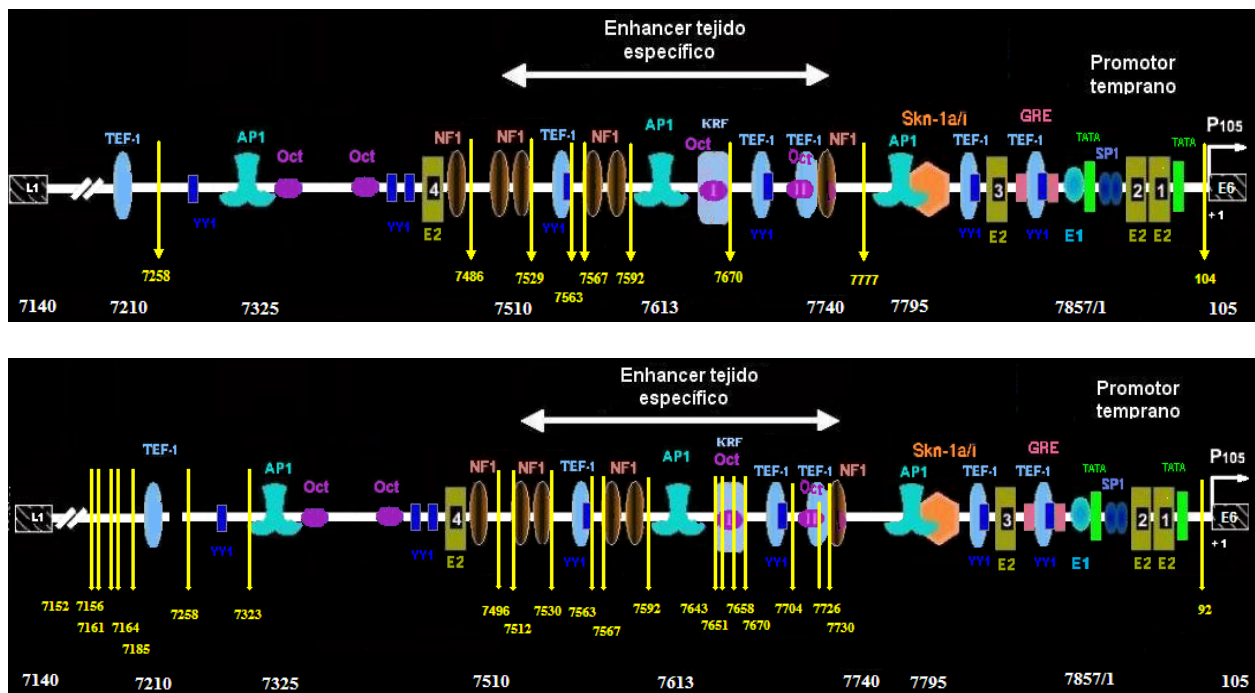 Enhancer tejido
específico
Promotor
temprano
TEF-1
AP1
Oct
Oct
NF1
NF1
TEF-1
NF1
AP1
KRF
Oct
TEF-1
TEF-1
Oct
NF1
Skn-1a/i
AP1
TEF-1
GRE
TEF-1
TATA
SP1
TATA
P105
L1
4
I
II
3
2
1
E6
+1
YY1
YY1
E2
YY1
YY1
YY1
E2
YY1
E1
E2
E2
7258
7486
7529
7563
7567
7592
7670
7777
104
7140
7210
7325
7510
7613
7740
7795
7857/1
105
Enhancer tejido
específico
Promotor
temprano
TEF-1
AP1
Oct
Oct
NF1
NF1
TEF-1
NF1
AP1
KRF
Oct
TEF-1
TEF-1
Oct
NF1
Skn-1a/i
AP1
TEF-1
GRE
TEF-1
TATA
SP1
TATA
P105
L1
4
I
II
3
2
1
E6
+1
YY1
YY1
E2
YY1
YY1
YY1
E2
YY1
E1
E2
E2
7152
7156
7161
7164
7185
7258
7323
7496
7512
7530
7563
7567
7592
7643
7651
7658
7670
7704
7726
7730
92
7140
7210
7325
7510
7613
7740
7795
7857/1
105